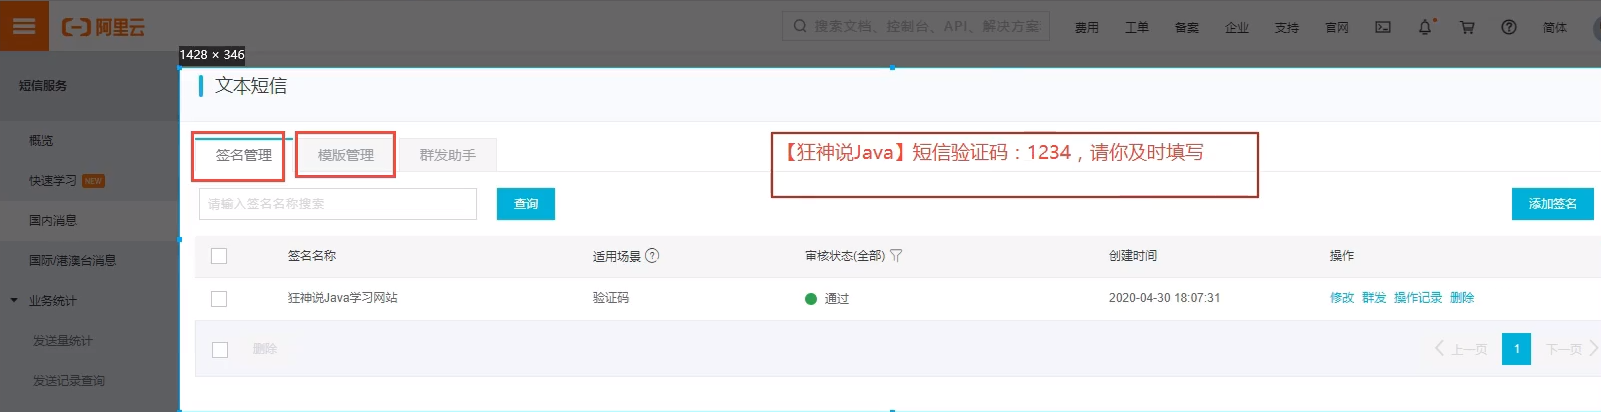 阿里云
搜索文档、控制台、API、解决方案
费用 工单 备案 企业 支持 官网 简体
1428 × 346
短信服务
文本短信
概览
签名管理 模版管理 群发助手
【狂神说Java】短信验证码：1234，请你及时填写
快速学习 NEW
请输入签名名称搜索 查询 添加签名
国内消息
国际/港澳台消息
签名名称 适用场景 ? 审核状态(全部) 创建时间 操作
业务统计
狂神说Java学习网站 验证码 通过 2020-04-30 18:07:31 修改 群发 操作记录 删除
发送量统计
删除 上一页 1 下一页
发送记录查询